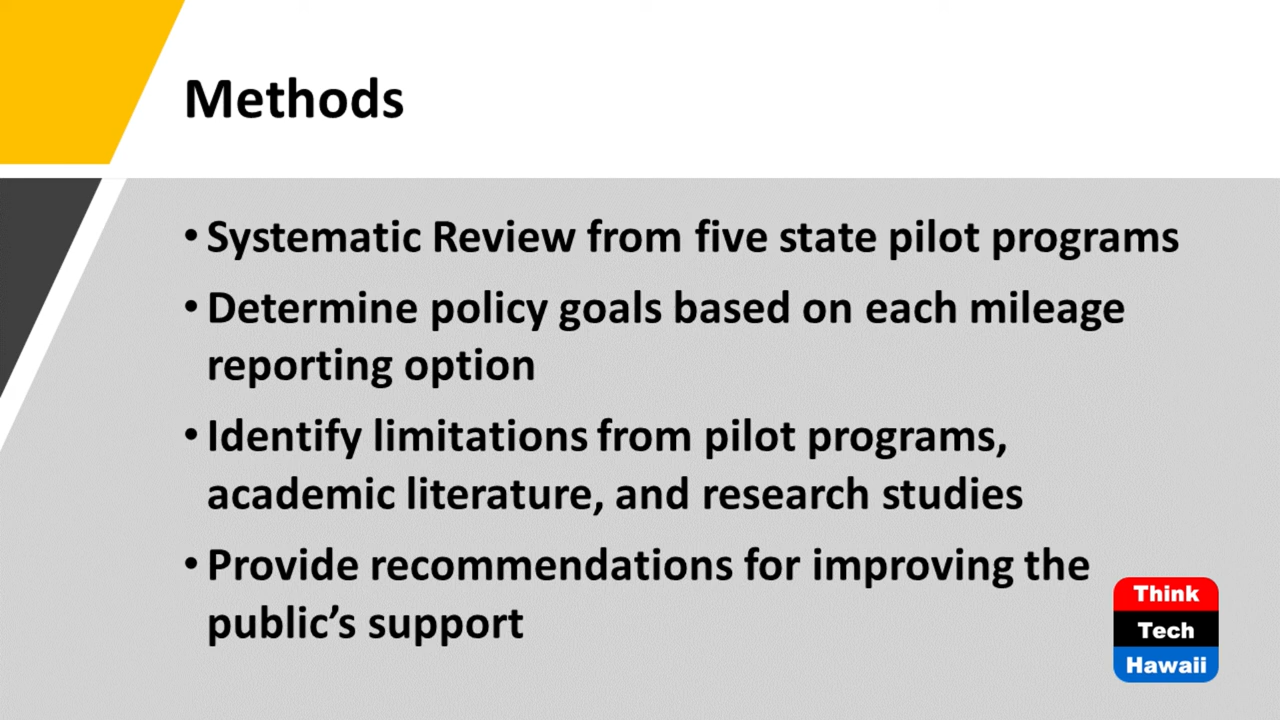 Methods
• Systematic Review from five state pilot programs
• Determine policy goals based on each mileage
reporting option
• Identify limitations from pilot programs,
academic literature, and research studies
• Provide recommendations for improving the
public’s support
Think
Tech
Hawaii